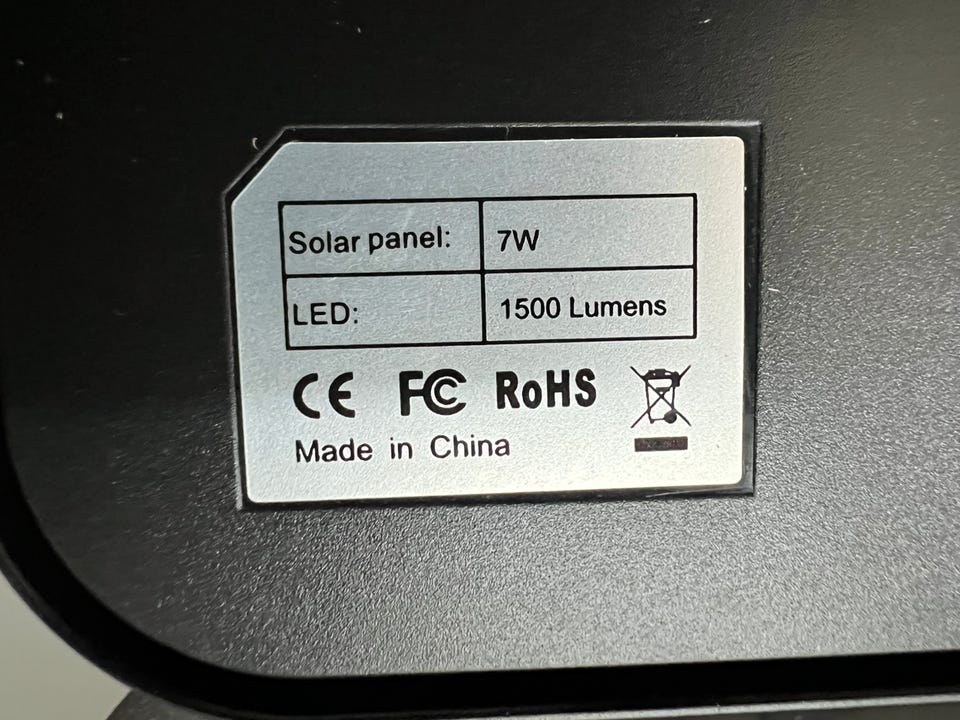 Solar panel: 7W
LED: 1500 Lumens
CE FC RoHS
Made in China